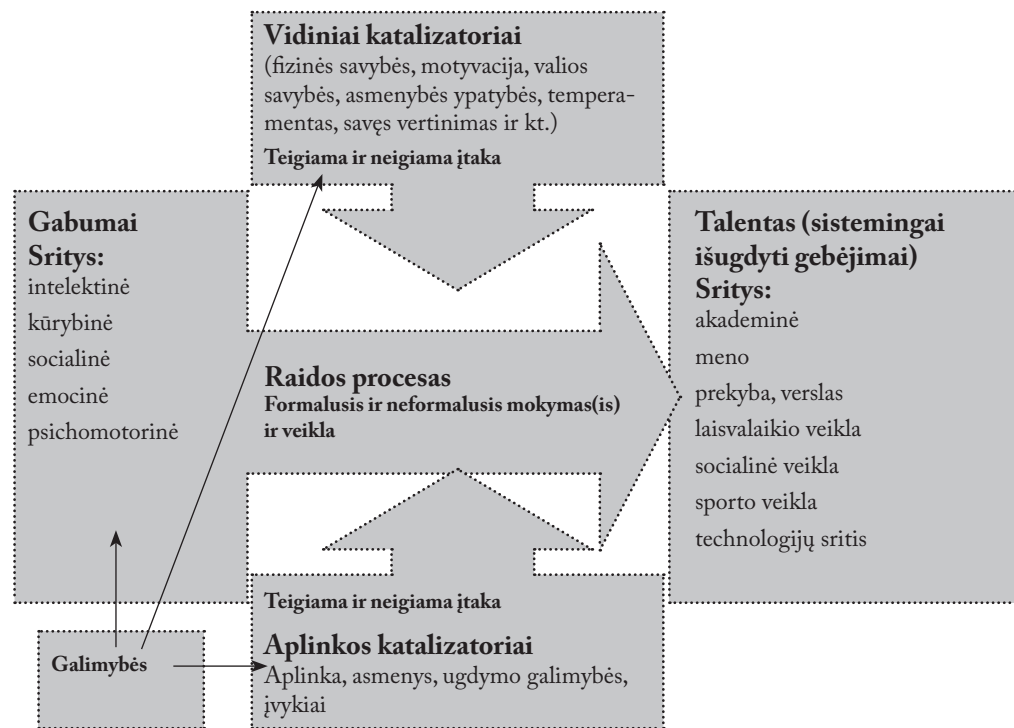 Vidiniai katalizatoriai
(fizinės savybės, motyvacija, valios
savybės, asmenybės ypatybės, tempera-
mentas, savęs vertinimas ir kt.)
Teigiama ir neigiama įtaka
Gabumai
Sritys:
intelektinė
kūrybinė
socialinė
emocinė
psichomotorinė
Raidos procesas
Formalusis ir neformalusis mokymas(is)
ir veikla
Talentas (sistemingai
išugdyti gebėjimai)
Sritys:
akademinė
meno
prekyba, verslas
laisvalaikio veikla
socialinė veikla
sporto veikla
technologijų sritis
Teigiama ir neigiama įtaka
Aplinkos katalizatoriai
Aplinka, asmenys, ugdymo galimybės,
įvykiai
Galimybės